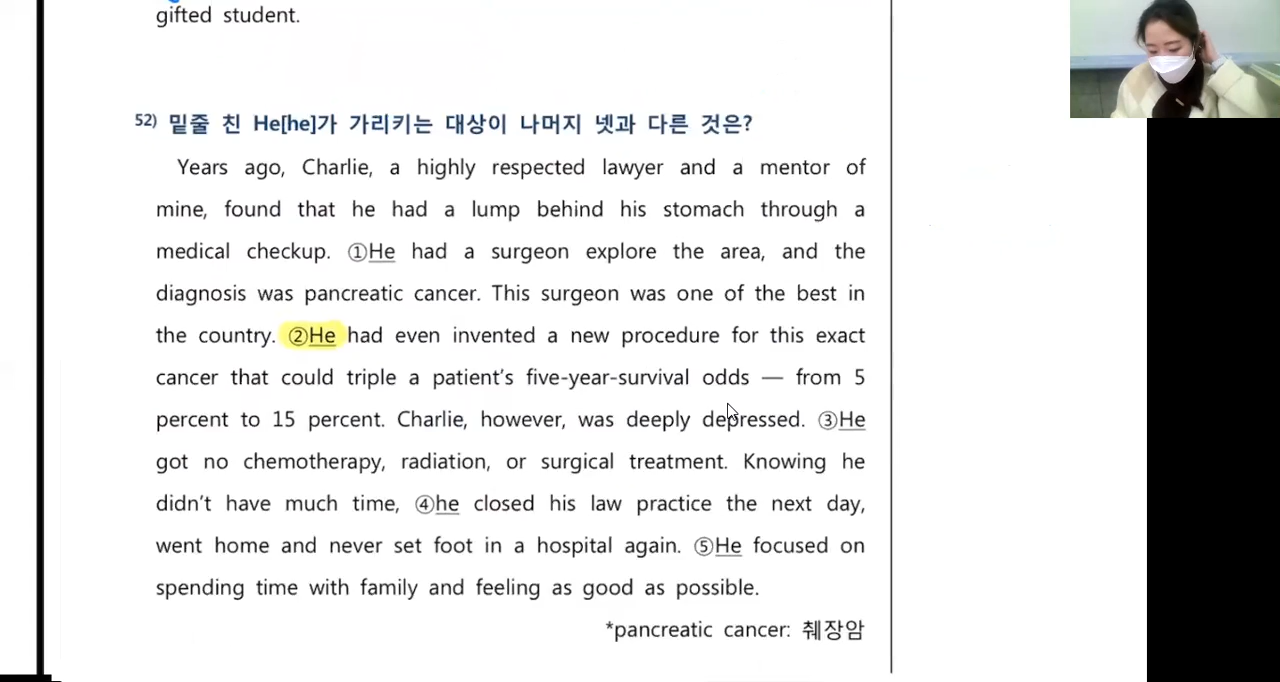 gifted student.
52) 밑줄 친 He[he]가 가리키는 대상이 나머지 넷과 다른 것은?
Years ago, Charlie, a highly respected lawyer and a mentor of
mine, found that he had a lump behind his stomach through a
medical checkup. ①He had a surgeon explore the area, and the
diagnosis was pancreatic cancer. This surgeon was one of the best in
the country. ②He had even invented a new procedure for this exact
cancer that could triple a patient's five-year-survival odds — from 5
percent to 15 percent. Charlie, however, was deeply depressed. ③He
got no chemotherapy, radiation, or surgical treatment. Knowing he
didn't have much time, ④he closed his law practice the next day,
went home and never set foot in a hospital again. ⑤He focused on
spending time with family and feeling as good as possible.
*pancreatic cancer: 췌장암